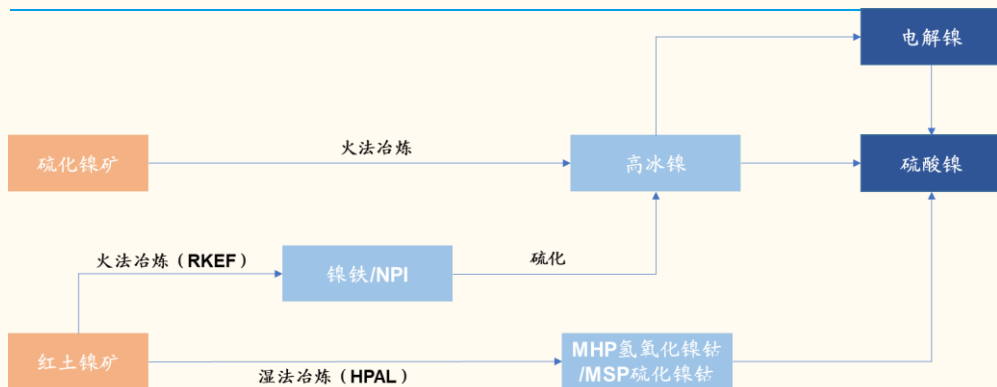 电解镍
硫化镍矿
火法冶炼
高冰镍
硫酸镍
火法冶炼（RKEF）
镍铁/NPI
硫化
红土镍矿
湿法冶炼（HPAL）
MHP氢氧化镍钴
/MSP硫化镍钴